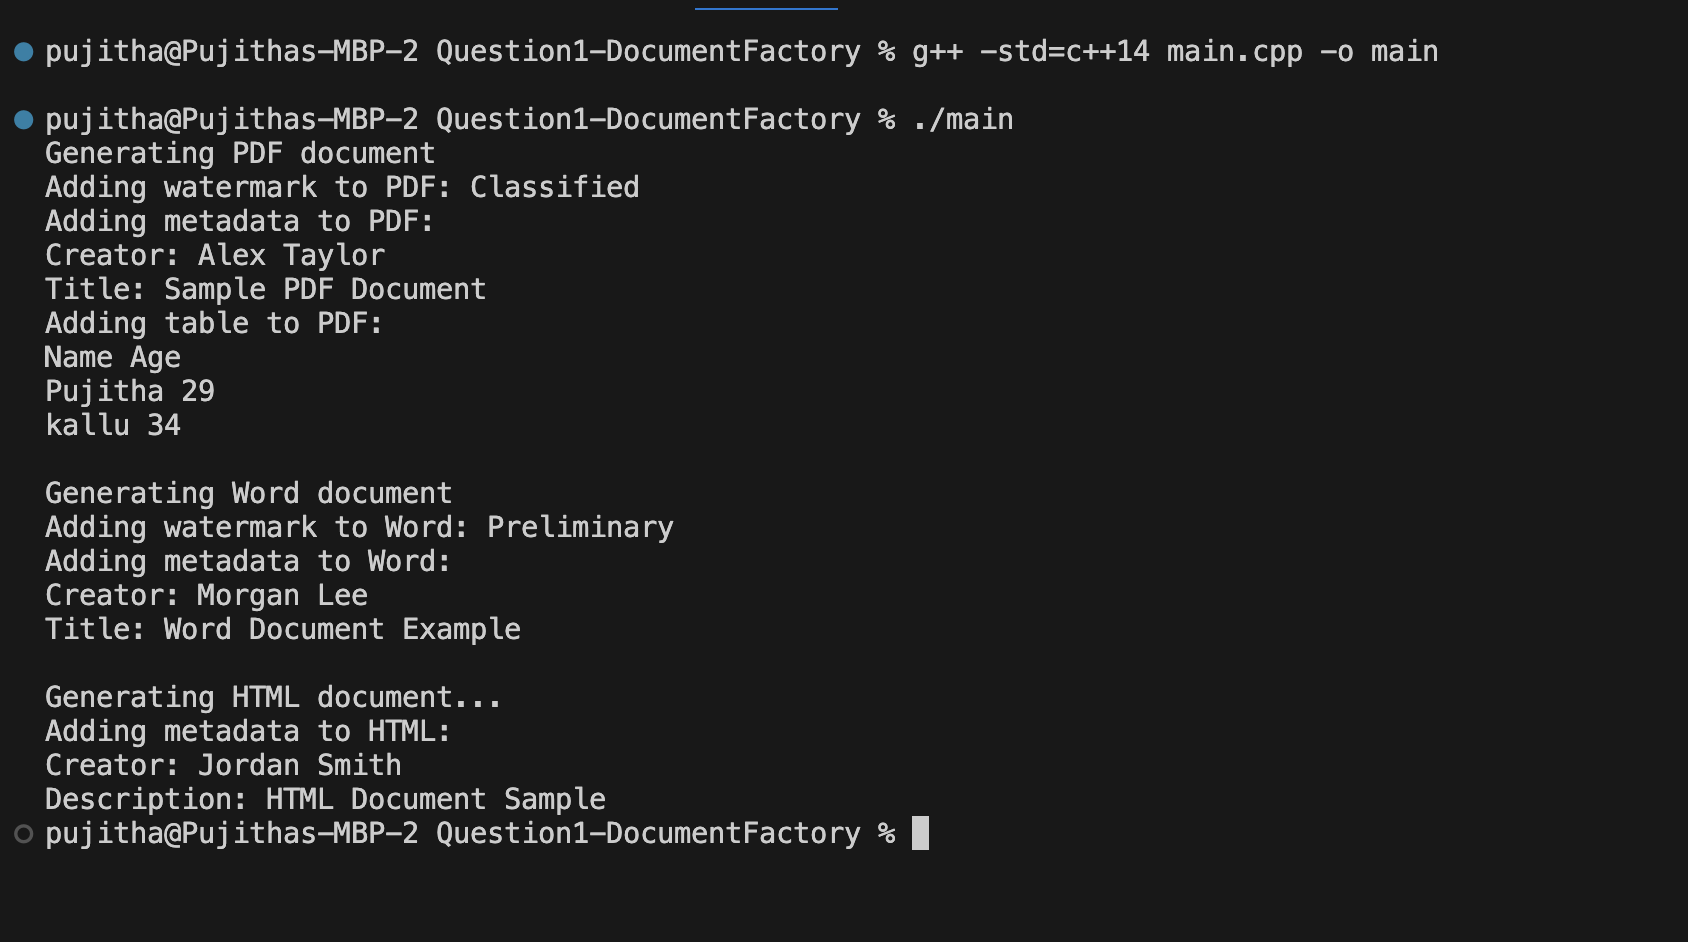 pujitha@Pujithas-MBP-2 Question1-DocumentFactory % g++ -std=c++14 main.cpp -o main
pujitha@Pujithas-MBP-2 Question1-DocumentFactory % ./main
Generating PDF document
Adding watermark to PDF: Classified
Adding metadata to PDF:
Creator: Alex Taylor
Title: Sample PDF Document
Adding table to PDF:
Name Age
Pujitha 29
kallu 34
Generating Word document
Adding watermark to Word: Preliminary
Adding metadata to Word:
Creator: Morgan Lee
Title: Word Document Example
Generating HTML document...
Adding metadata to HTML:
Creator: Jordan Smith
Description: HTML Document Sample
pujitha@Pujithas-MBP-2 Question1-DocumentFactory %